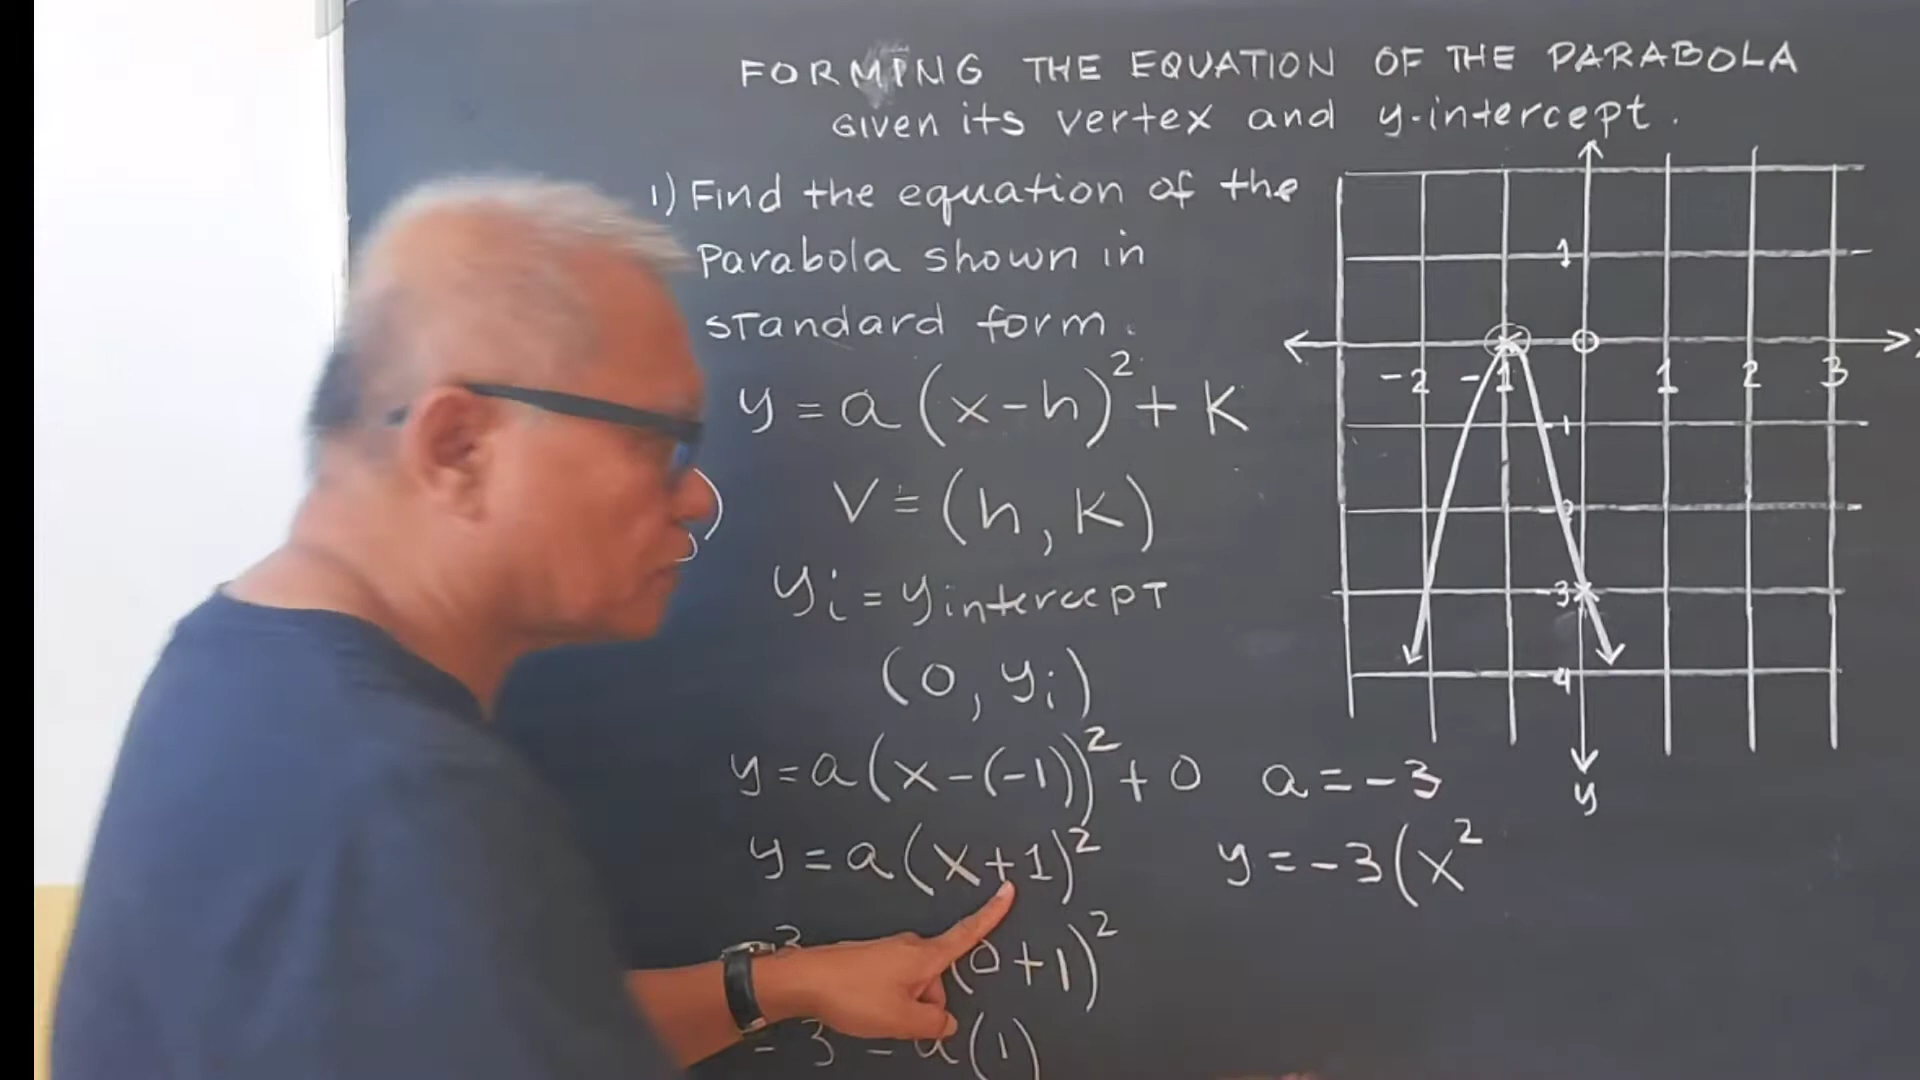 FORMING THE EQUATION OF THE PARABOLA
Given its vertex and y-intercept.
1) Find the equation of the
Parabola shown in
standard form.
y = a(x-h)² + K
V = (h, K)
yi = y intercept
(0, yi)
y = a(x-(-1))² + 0
y = a(x+1)²
(0+1)²
-3 = a(1)
a = -3
y = -3(x²
1
-2 -1 0 1 2 3
-1
-2
-3
-4
y